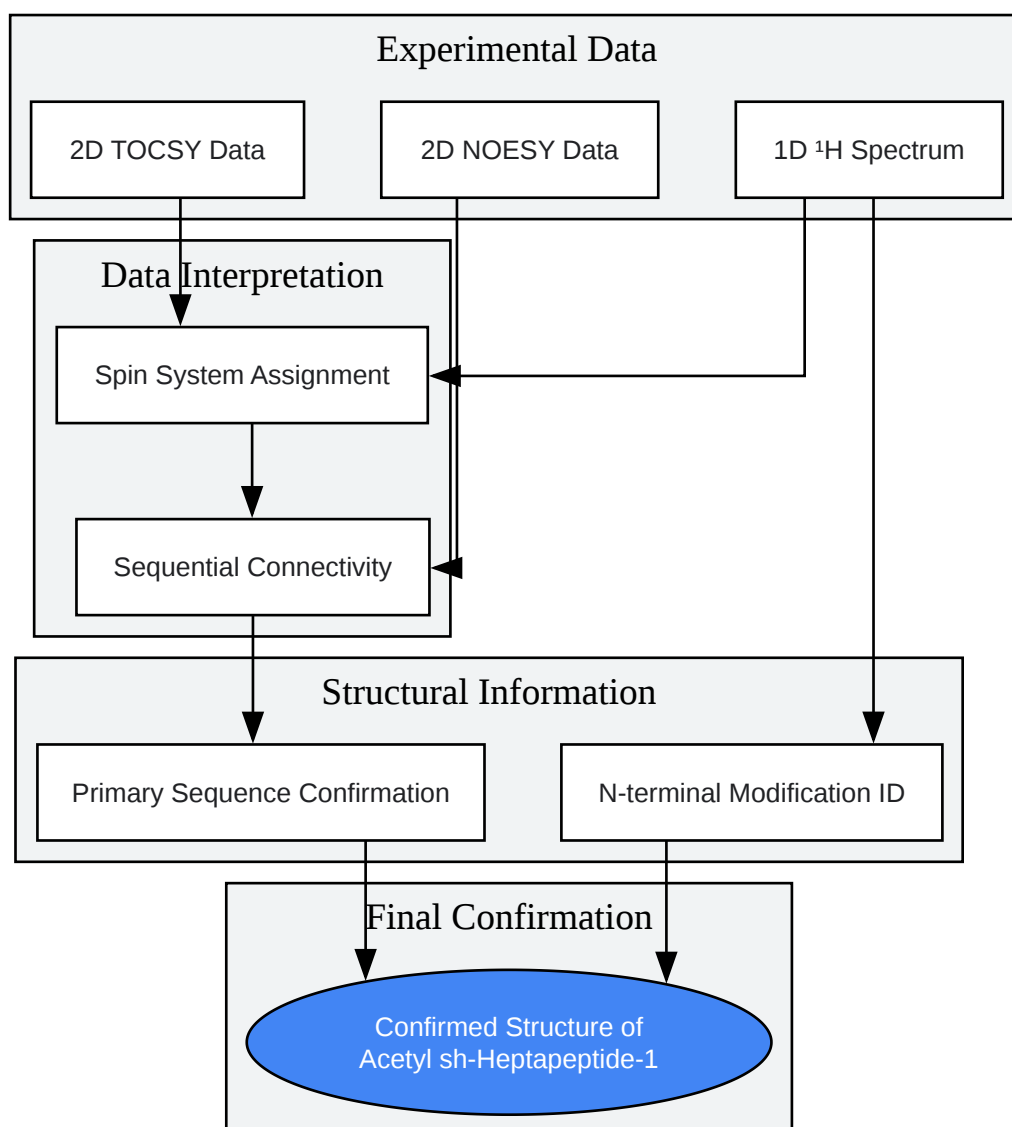 Experimental Data
2D TOCSY Data
2D NOESY Data
1D ¹H Spectrum
Data Interpretation
Spin System Assignment
Sequential Connectivity
Structural Information
Primary Sequence Confirmation
N-terminal Modification ID
Final Confirmation
Confirmed Structure of
Acetyl sh-Heptapeptide-1